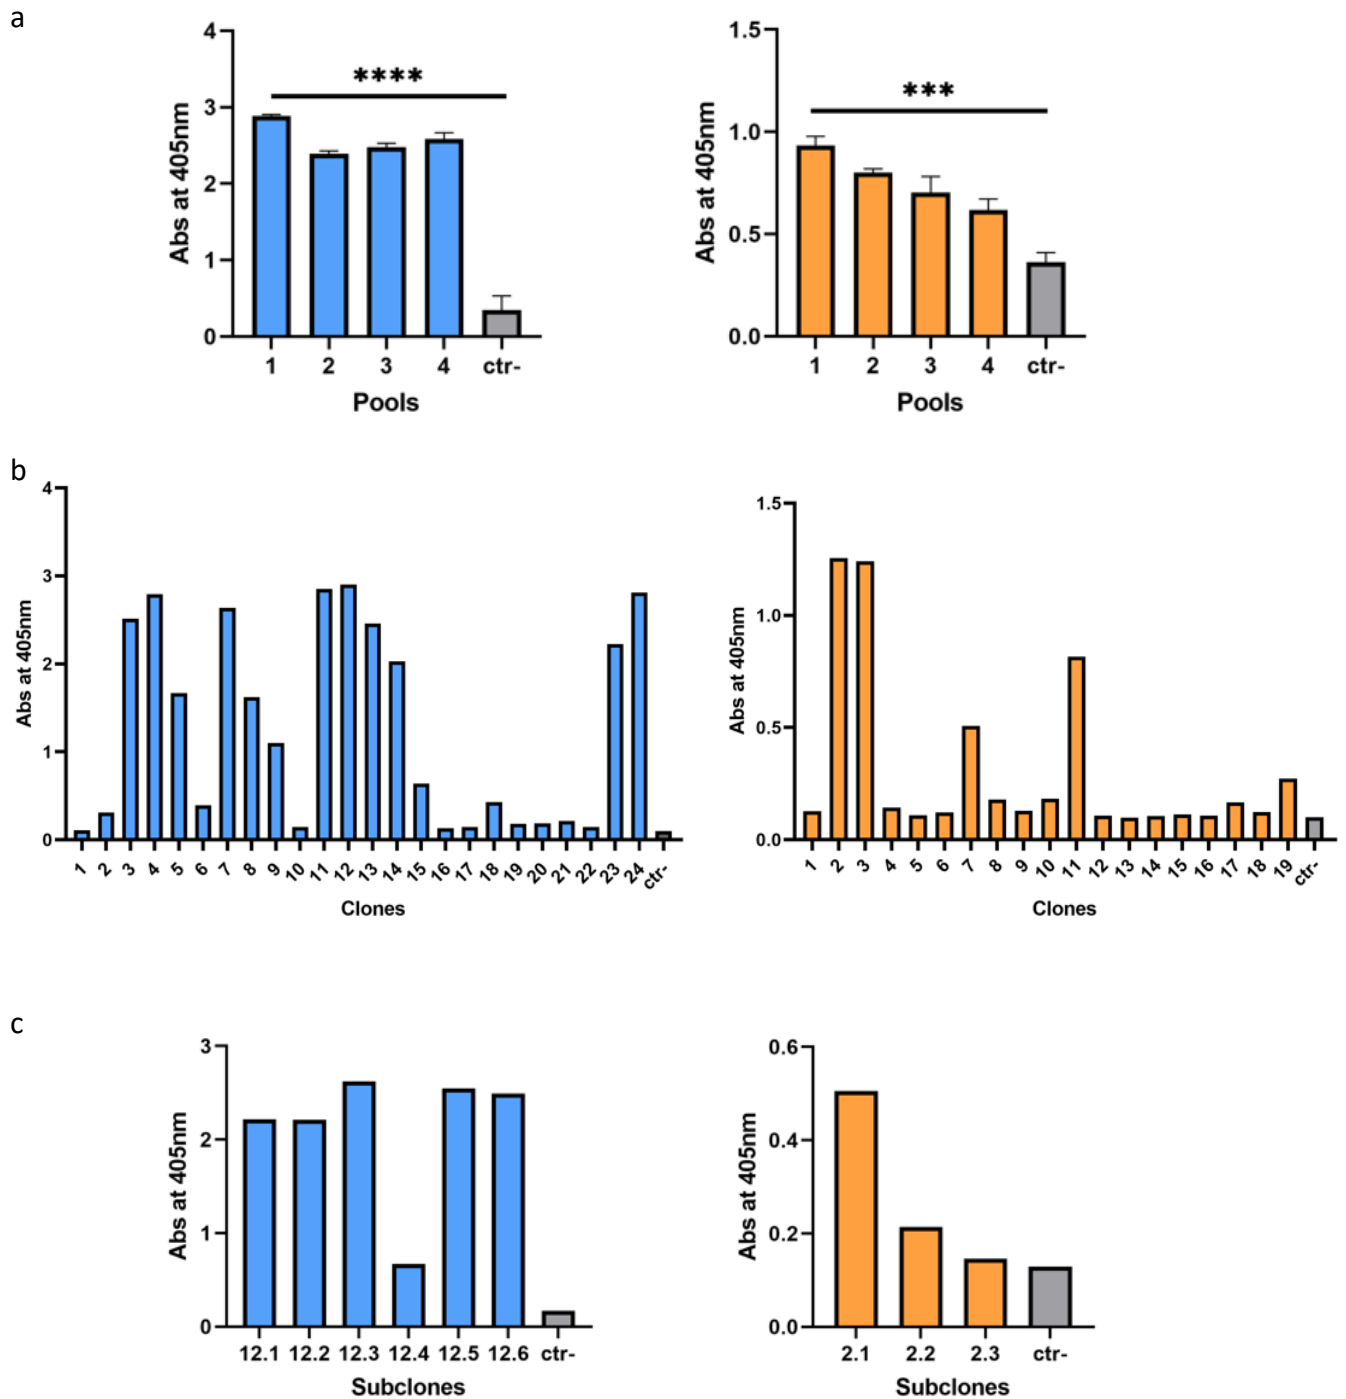 a
4
3
2
1
0
Abs at 405nm
****
1 2 3 4 ctr-
Pools
1.5
1.0
0.5
0.0
Abs at 405nm
***
1 2 3 4 ctr-
Pools
b
4
3
2
1
0
Abs at 405nm
1 2 3 4 5 6 7 8 9 10 11 12 13 14 15 16 17 18 19 20 21 22 23 24 ctr-
Clones
1.5
1.0
0.5
0.0
Abs at 405nm
1 2 3 4 5 6 7 8 9 10 11 12 13 14 15 16 17 18 19 ctr-
Clones
c
3
2
1
0
Abs at 405nm
12.1 12.2 12.3 12.4 12.5 12.6 ctr-
Subclones
0.6
0.4
0.2
0.0
Abs at 405nm
2.1 2.2 2.3 ctr-
Subclones